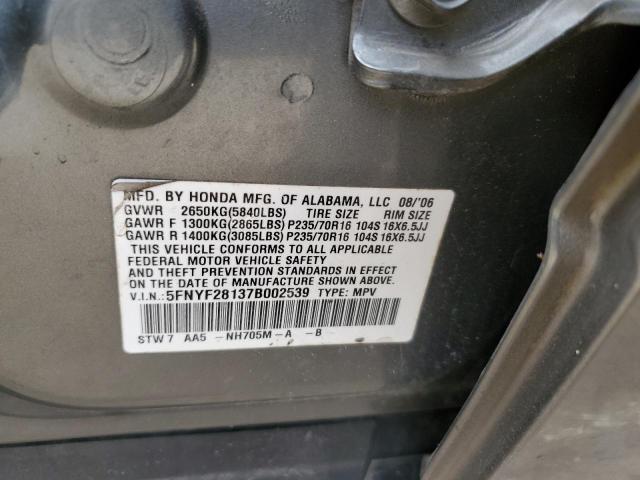 MFD. BY HONDA MFG. OF ALABAMA, LLC 08/'06
GVWR 2650KG(5840LBS) TIRE SIZE RIM SIZE
GAWR F 1300KG(2865LBS)P235/70R16 104S 16X6.5JJ
GAWR R 1400KG(3085LBS)P235/70R16 104S 16X6.5JJ
THIS VEHICLE CONFORMS TO ALL APPLICABLE
FEDERAL MOTOR VEHICLE SAFETY
AND THEFT PREVENTION STANDARDS IN EFFECT
ON THE DATE OF MANUFACTURE SHOWN ABOVE.
V.I.N.: 5FNYF28137B002539 TYPE: MPV
STW7 AA5 -NH705M-A -B